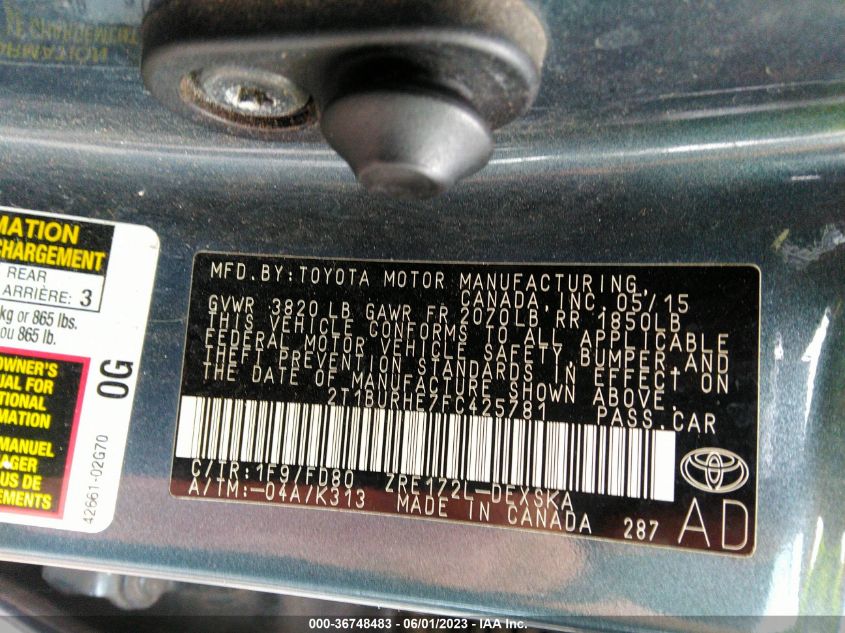 MATION
CHARGEMENT
REAR
ARRIÈRE: 3
kg or 865 lbs.
ou 865 lb.
OWNER'S
UAL FOR
TIONAL
RMATION
MANUEL
AGER
US DE
EMENTS
0G
42661-02G70
MFD.BY:TOYOTA MOTOR MANUFACTURING,
CANADA, INC. 05/15
GVWR 3820 LB GAWR FR 2070LB RR 1850LB
THIS VEHICLE CONFORMS TO ALL APPLICABLE
FEDERAL MOTOR VEHICLE SAFETY, BUMPER AND
THEFT PREVENTION STANDARDS IN EFFECT ON
THE DATE OF MANUFACTURE SHOWN ABOVE.
2T1BURHE7FC425781 PASS.CAR
C/TR:1F9/FD80 ZRE172L-DEXSKA
A/TM:-04A/K313 MADE IN CANADA 287 AD
000-36748483 - 06/01/2023 - IAA Inc.